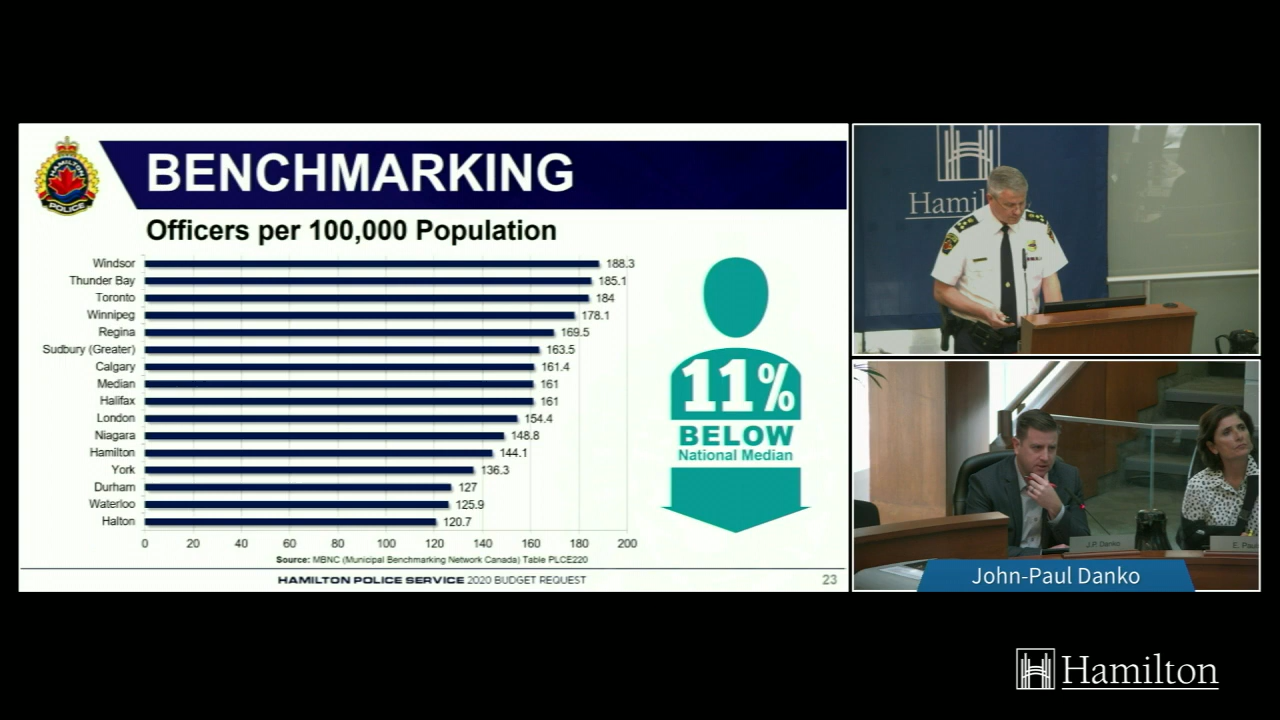 HAMILTON
POLICE
BENCHMARKING
Officers per 100,000 Population
Windsor 188.3
Thunder Bay 185.1
Toronto 184
Winnipeg 178.1
Regina 169.5
Sudbury (Greater) 163.5
Calgary 161.4
Median 161
Halifax 161
London 154.4
Niagara 148.8
Hamilton 144.1
York 136.3
Durham 127
Waterloo 125.9
Halton 120.7
0 20 40 60 80 100 120 140 160 180 200
Source: MBNC (Municipal Benchmarking Network Canada) Table PLCE220
11%
BELOW
National Median
HAMILTON POLICE SERVICE 2020 BUDGET REQUEST
23
Hamil
J.P. Danko
E. Paul
John-Paul Danko
Hamilton